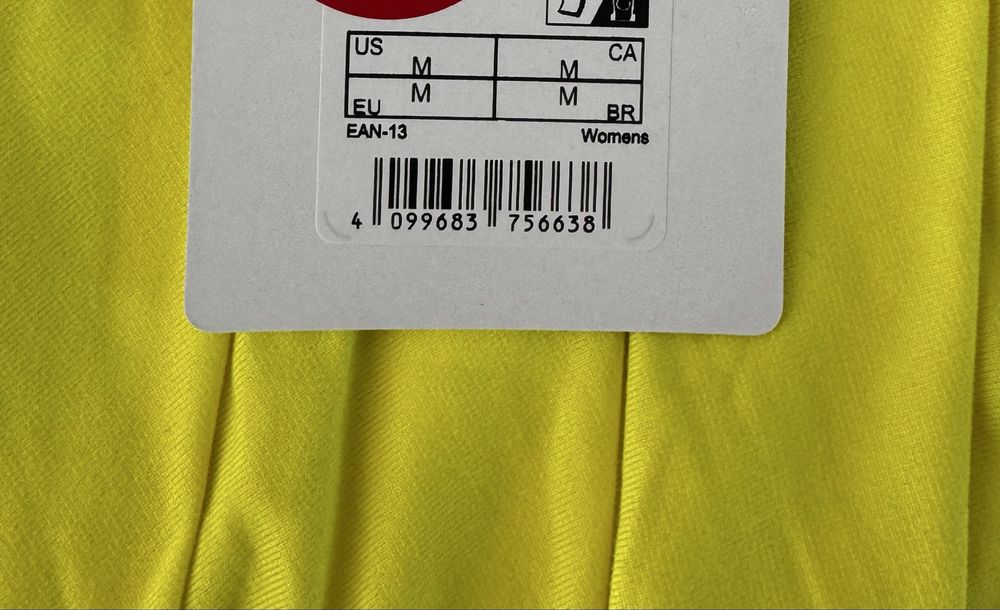 US CA
M M
M M
EU BR
EAN-13 Womens
4 099683 756638